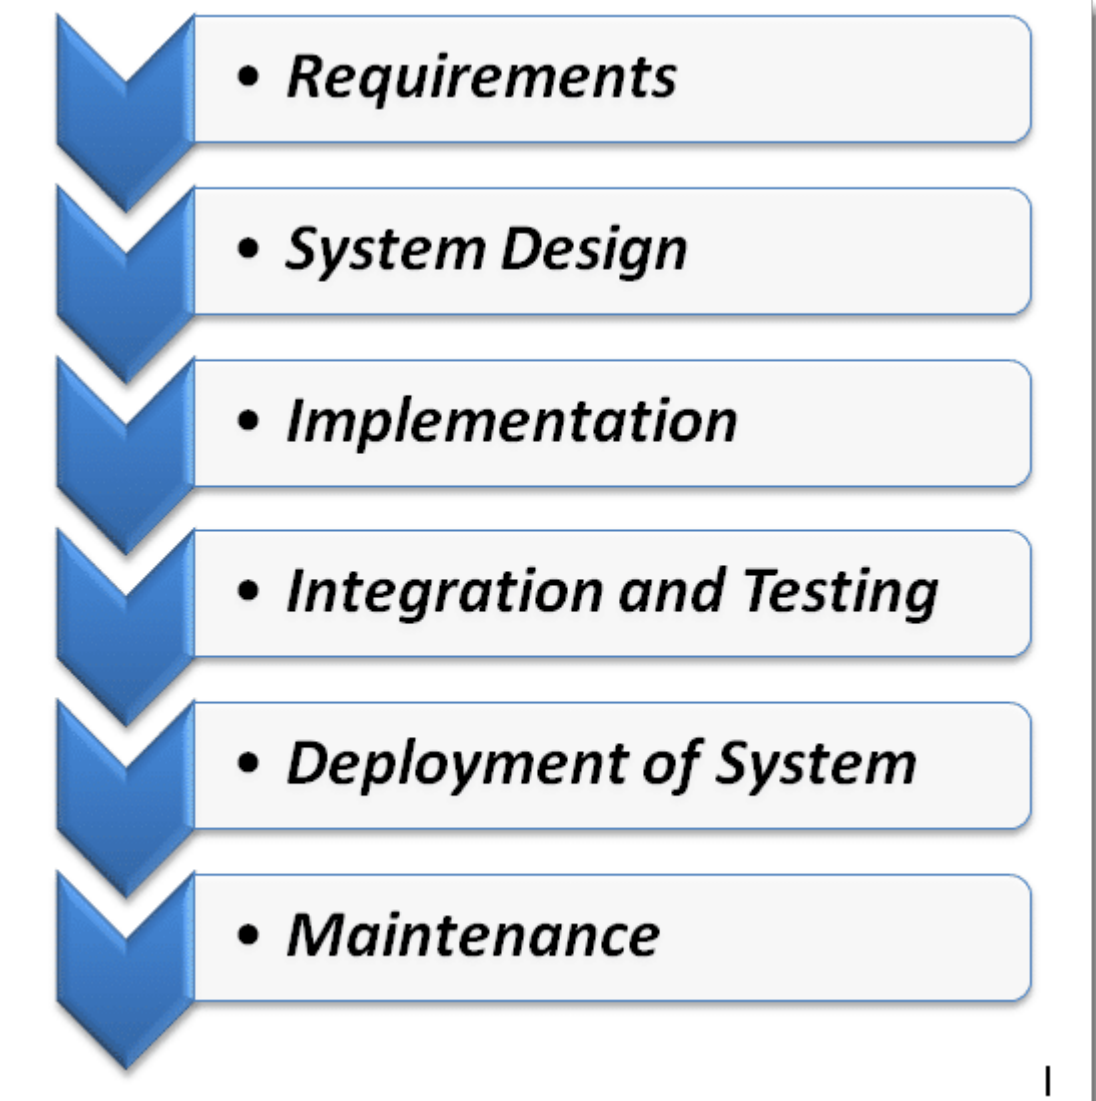 • Requirements
• System Design
• Implementation
• Integration and Testing
• Deployment of System
• Maintenance